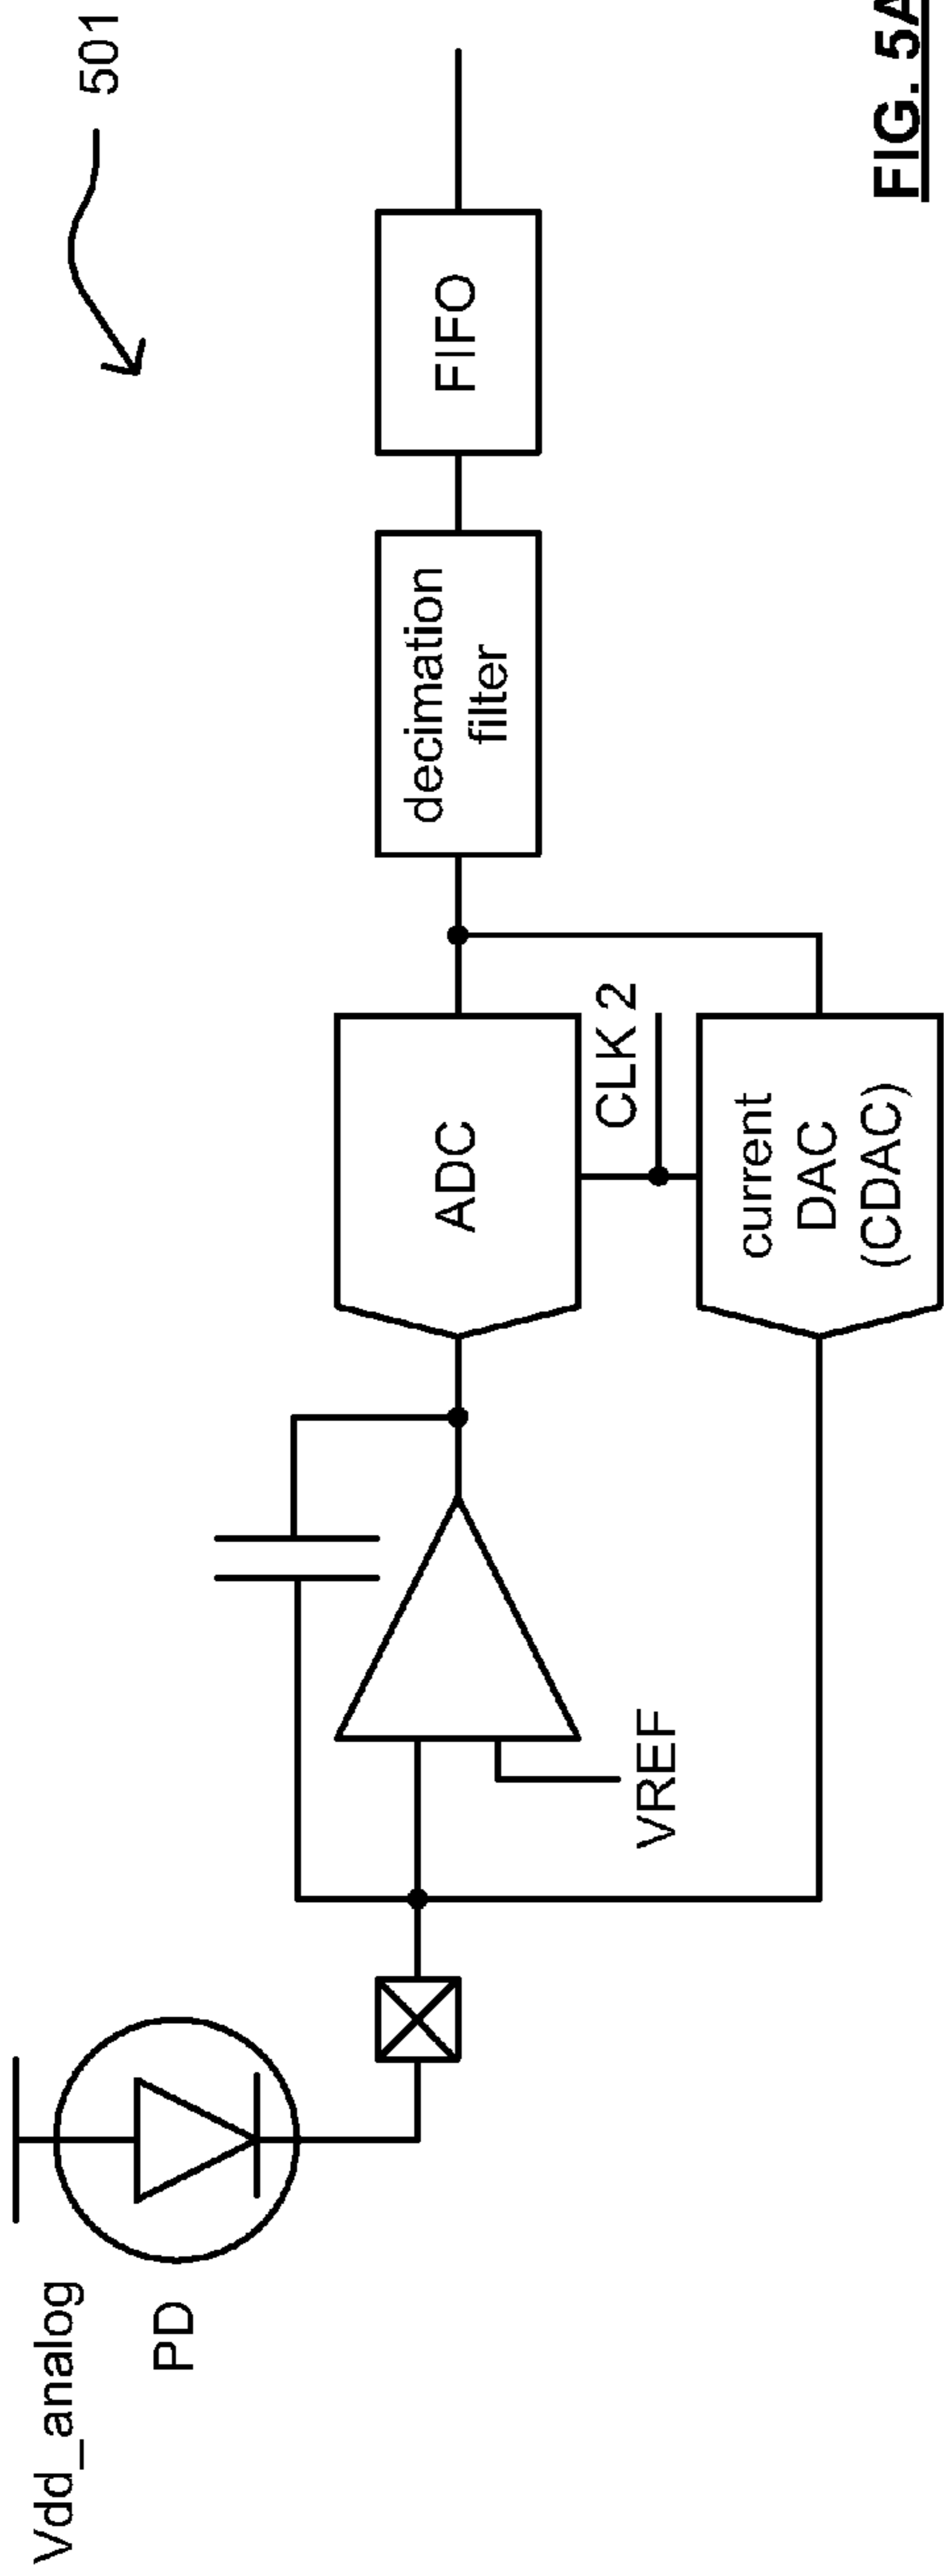 501
Vdd_analog
PD
VREF
ADC
CLK 2
current
DAC
(CDAC)
decimation
filter
FIFO
FIG. 5A